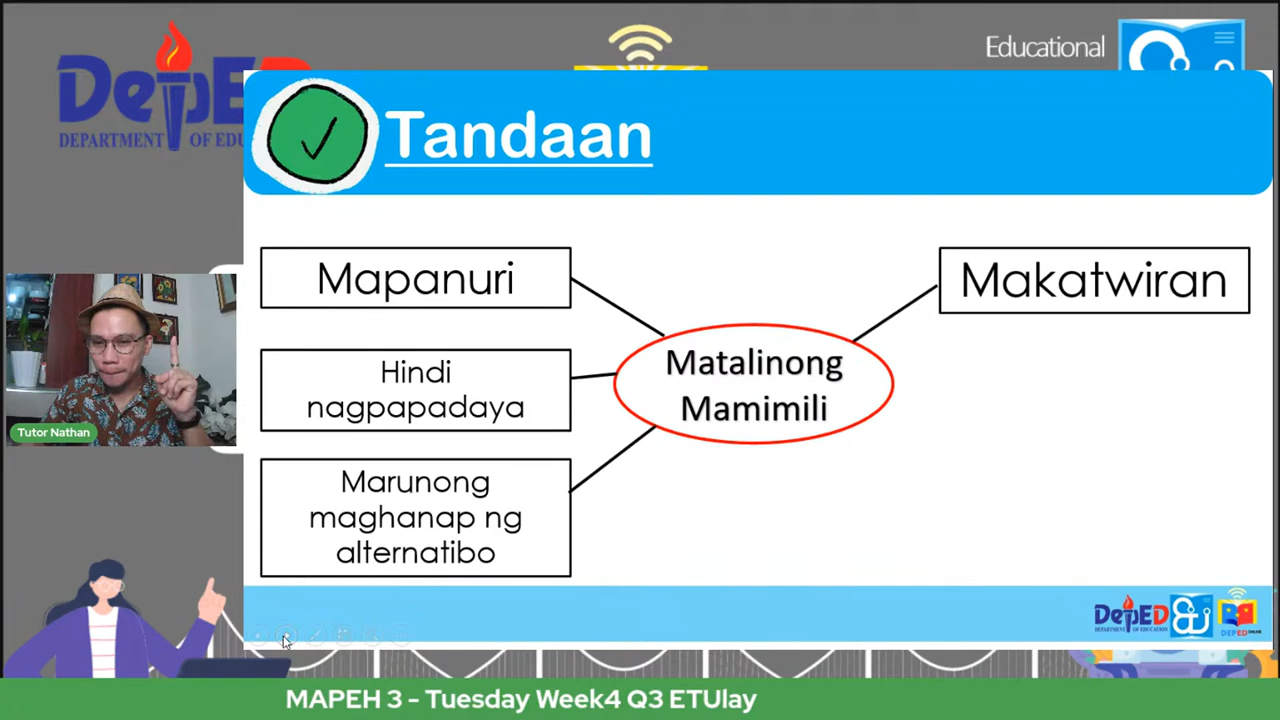 DepED
DEPARTMENT OF EDU
Educational
Tandaan
Mapanuri
Hindi
nagpapadaya
Marunong
maghanap ng
alternatibo
Matalinong
Mamimili
Makatwiran
Tutor Nathan
DepED
DEPARTMENT OF EDUCATION
DEPED
MAPEH 3 - Tuesday Week4 Q3 ETUlay